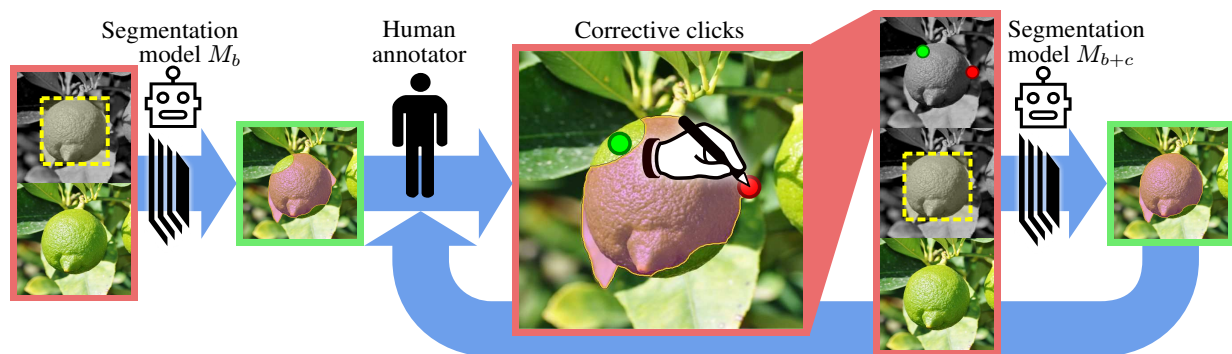 Segmentation
model M_b
Human
annotator
Corrective clicks
Segmentation
model M_{b+c}